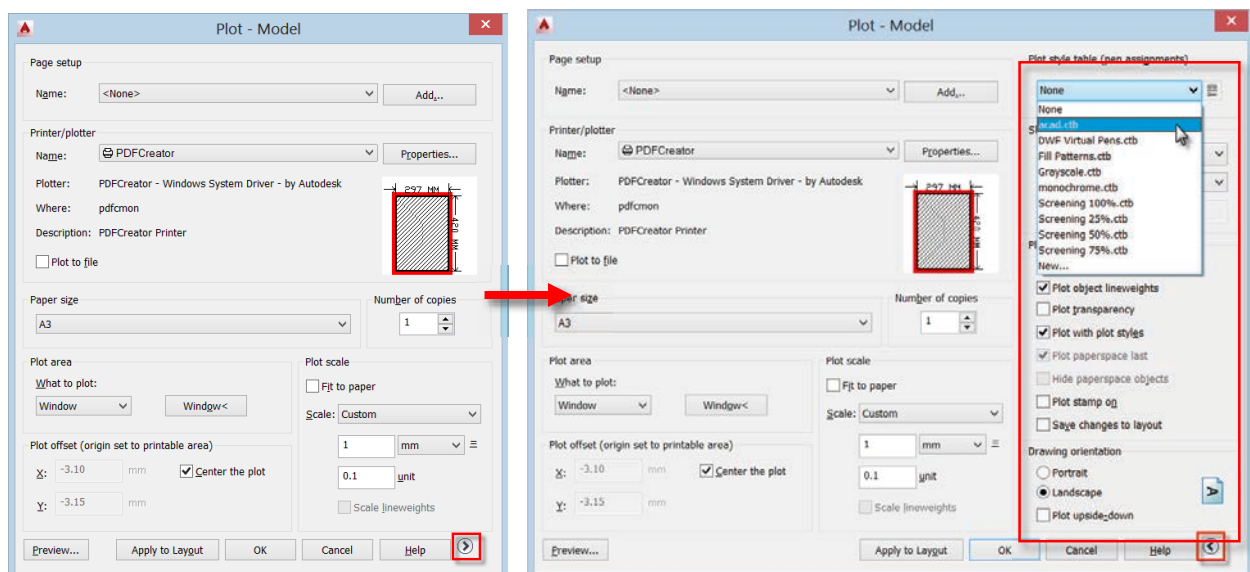 Plot - Model
Page setup
Name: <None> Add...
Printer/plotter
Name: PDFCreator Properties...
Plotter: PDFCreator - Windows System Driver - by Autodesk
Where: pdfcmon
Description: PDFCreator Printer
Plot to file
297 MM
420 MM
Paper size
A3
Number of copies
1
Plot area
What to plot:
Window Window<
Plot scale
Fit to paper
Scale: Custom
1 mm =
0.1 unit
Scale lineweights
Plot offset (origin set to printable area)
X: -3.10 mm Center the plot
Y: -3.15 mm
Preview... Apply to Layout OK Cancel Help
Plot - Model
Page setup
Name: <None> Add...
Printer/plotter
Name: PDFCreator Properties...
Plotter: PDFCreator - Windows System Driver - by Autodesk
Where: pdfcmon
Description: PDFCreator Printer
Plot to file
297 MM
420 MM
Paper size
A3
Number of copies
1
Plot area
What to plot:
Window Window<
Plot scale
Fit to paper
Scale: Custom
1 mm =
0.1 unit
Scale lineweights
Plot offset (origin set to printable area)
X: -3.10 mm Center the plot
Y: -3.15 mm
Plot style table (pen assignments)
None
None
acad.ctb
DWF Virtual Pens.ctb
Fill Patterns.ctb
Grayscale.ctb
monochrome.ctb
Screening 100%.ctb
Screening 25%.ctb
Screening 50%.ctb
Screening 75%.ctb
New...
Plot object lineweights
Plot transparency
Plot with plot styles
Plot paperspace last
Hide paperspace objects
Plot stamp on
Save changes to layout
Drawing orientation
Portrait
Landscape
A
Plot upside-down
Preview... Apply to Layout OK Cancel Help